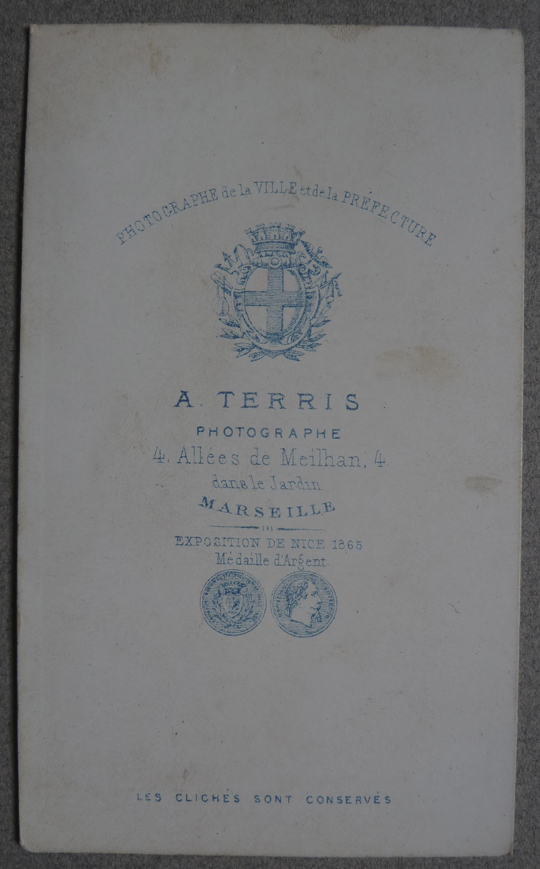 PHOTOGRAPHE de la VILLE et de la PRÉFECTURE
A. TERRIS
PHOTOGRAPHE
4, Allées de Meilhan, 4
dans le Jardin
MARSEILLE
EXPOSITION DE NICE 1865
Médaille d'Argent
LES CLICHÉS SONT CONSERVÉS